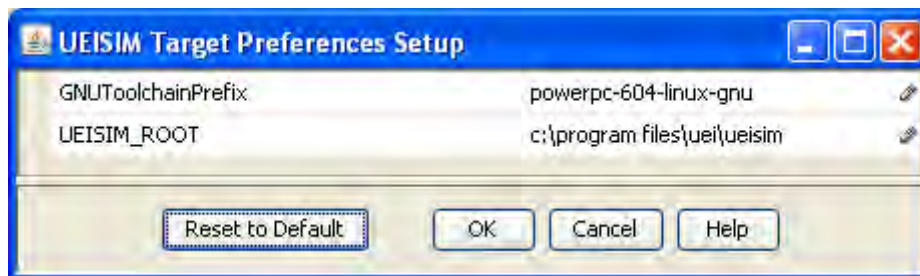 UEISIM Target Preferences Setup
GNUToolchainPrefix powerpc-604-linux-gnu
UEISIM_ROOT c:\program files\uei\ueisim
Reset to Default OK Cancel Help